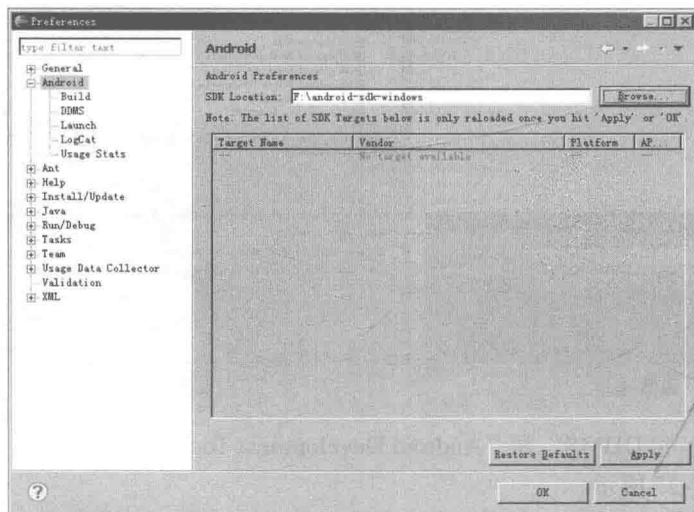 Preferences
type filter text
General
Android
Build
DDMS
Launch
LogCat
Usage Stats
Ant
Help
Install/Update
Java
Run/Debug
Tasks
Team
Usage Data Collector
Validation
XML
Android
Android Preferences
SDK Location: F:\android-sdk-windows Browse...
Note: The list of SDK Targets below is only reloaded once you hit 'Apply' or 'OK'.
Target Name Vendor Platform AP...
-- No target available -- --
Restore Defaults Apply
? OK Cancel